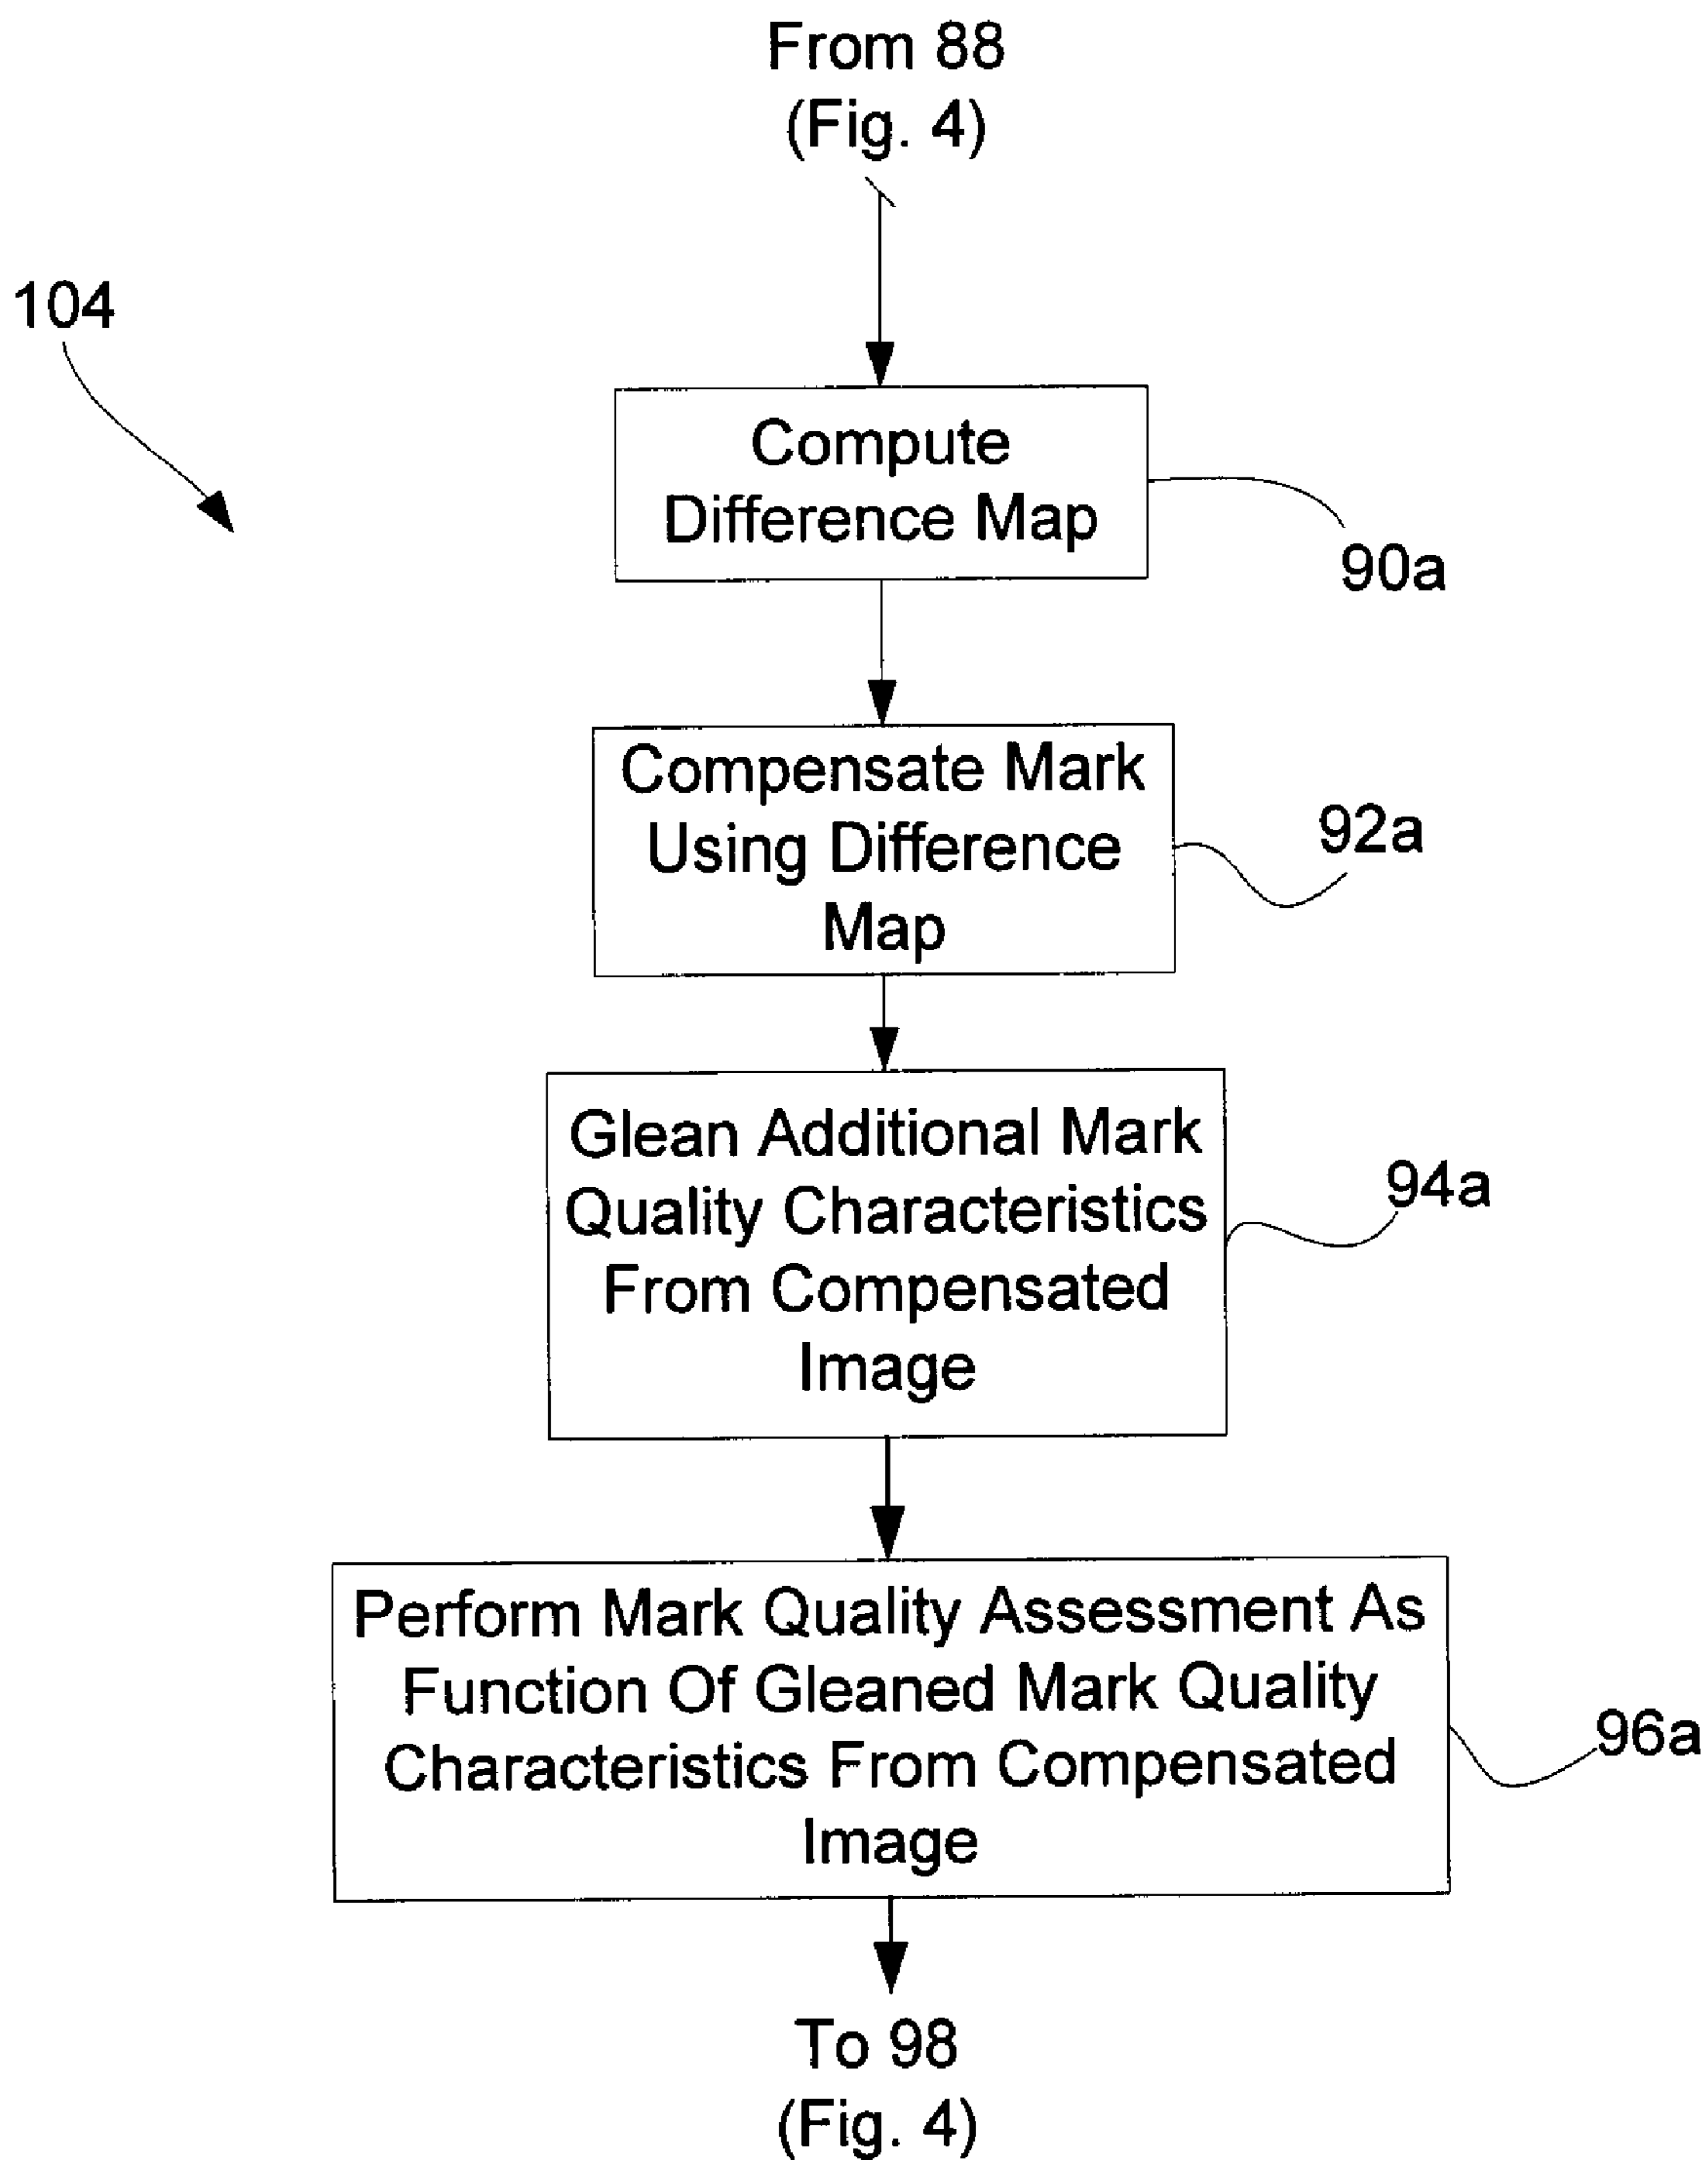 From 88
(Fig. 4)
104
Compute
Difference Map
90a
Compensate Mark
Using Difference
Map
92a
Glean Additional Mark
Quality Characteristics
From Compensated
Image
94a
Perform Mark Quality Assessment As
Function Of Gleaned Mark Quality
Characteristics From Compensated
Image
96a
To 98
(Fig. 4)